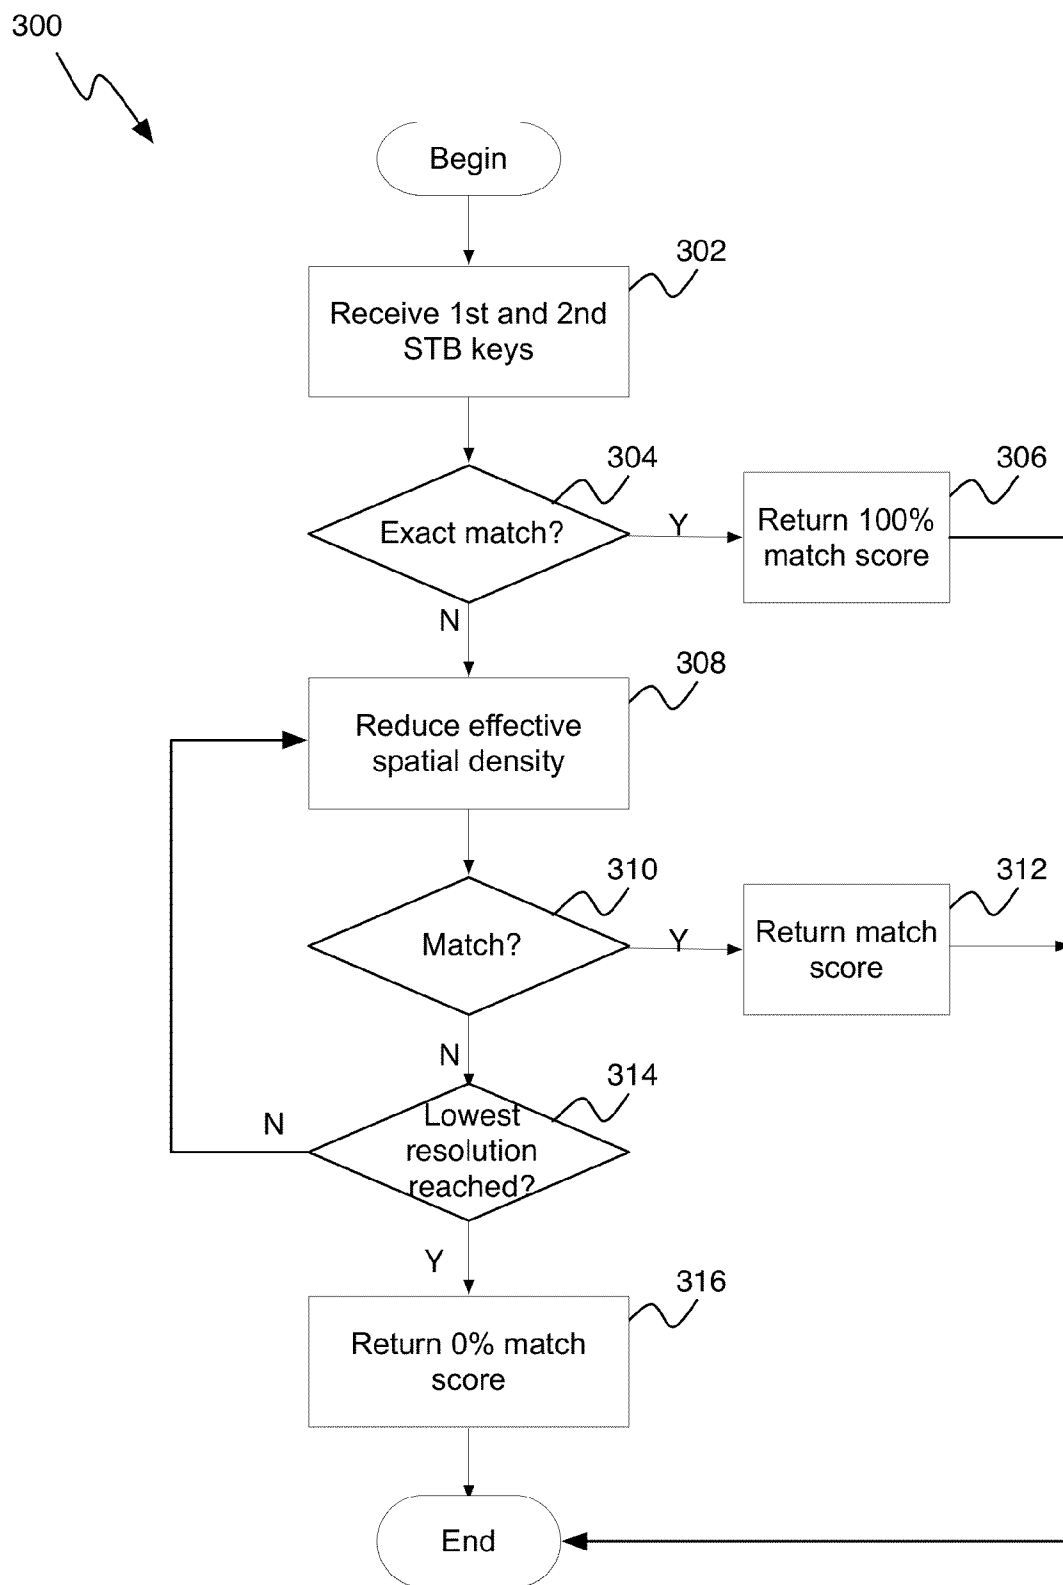 300
Begin
302
Receive 1st and 2nd
STB keys
304
Exact match?
Y
306
Return 100%
match score
N
308
Reduce effective
spatial density
310
Match?
Y
312
Return match
score
N
314
N
Lowest
resolution
reached?
Y
316
Return 0% match
score
End